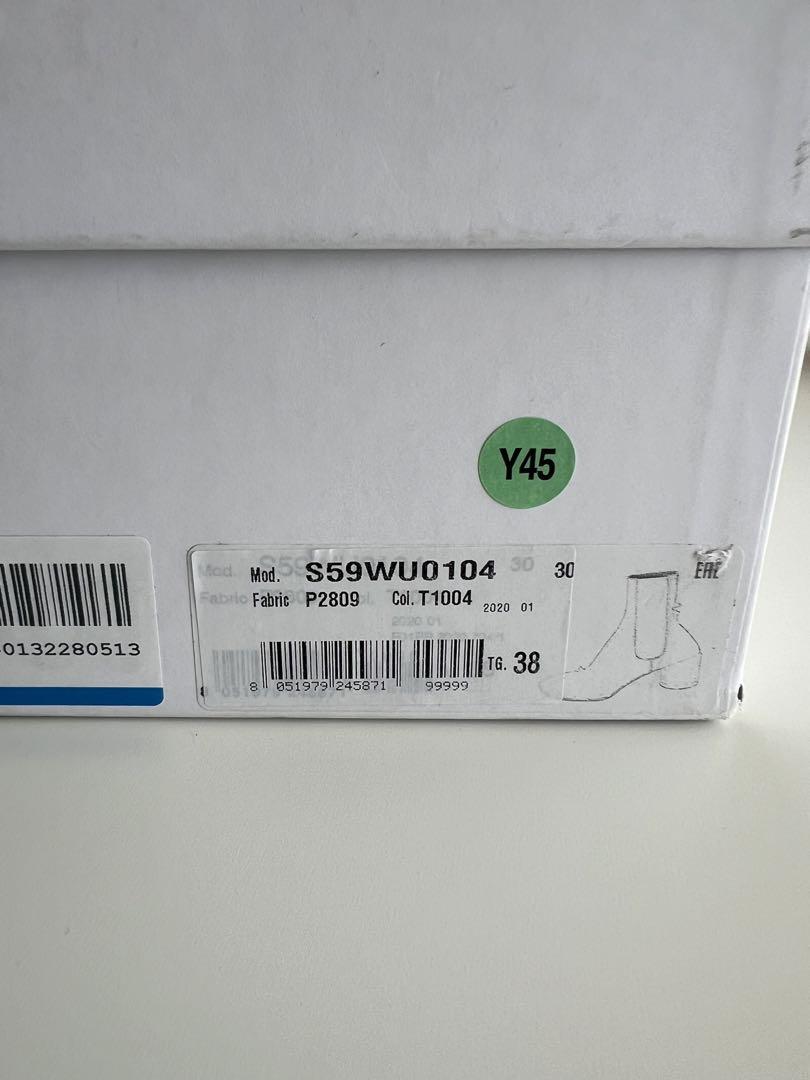 Y45
0132280513
Mod. S59WU0104 30
EAC
Fabric P2809 Col. T1004 2020 01
TG. 38
8 051979 245871 99999